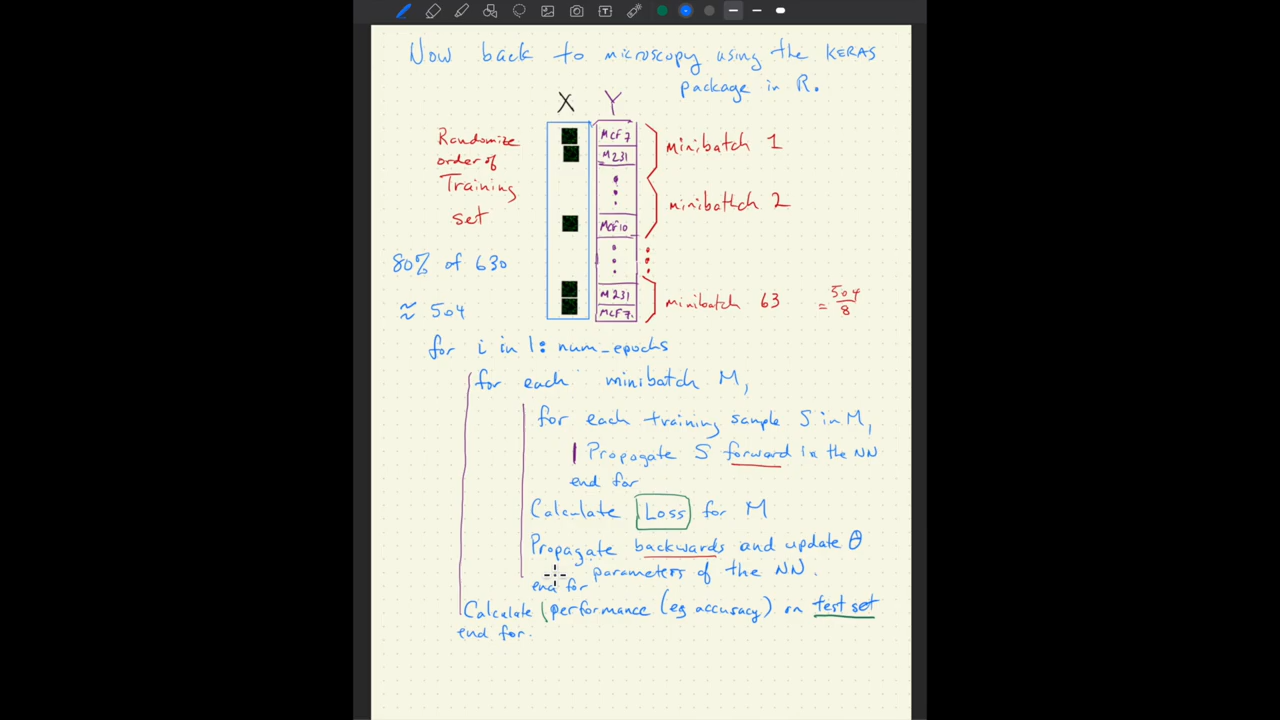 Now back to microscopy using the KERAS
package in R.
X Y
Randomize
order of
Training
set
MCF7
M231
MCF10
M231
MCF7.
minibatch 1
minibathch 2
minibatch 63 = 504/8
80% of 630
≈ 504
for i in 1: num_epochs
for each minibatch M,
for each training sample S in M,
Propagate S forward in the NN
end for
Calculate Loss for M
Propagate backwards and update θ
parameters of the NN.
end for
Calculate (performance (eg accuracy) on test set
end for.